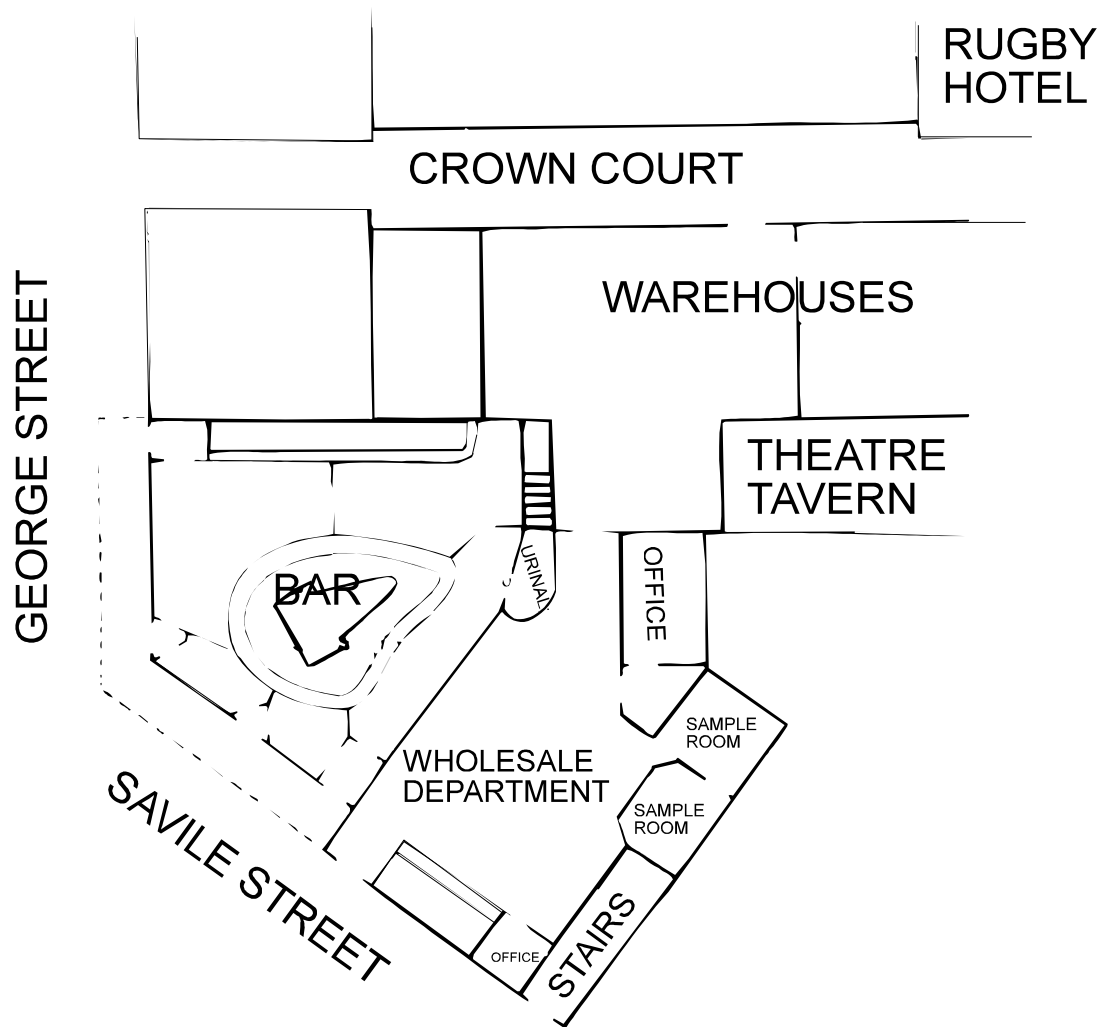 RUGBY
HOTEL
CROWN COURT
GEORGE STREET
WAREHOUSES
THEATRE
TAVERN
BAR
URINAL
OFFICE
SAMPLE
ROOM
WHOLESALE
DEPARTMENT
SAMPLE
ROOM
SAVILE STREET
STAIRS
OFFICE